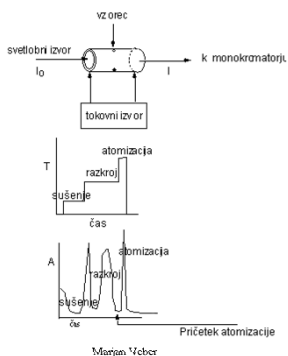 vzorec
svetlobni izvor
k monokromatorju
I₀
I
tokovni izvor
atomizacija
T
razkroj
sušenje
čas
atomizacija
A
razkroj
sušenje
čas
Pričetek atomizacije
Marjan Veber